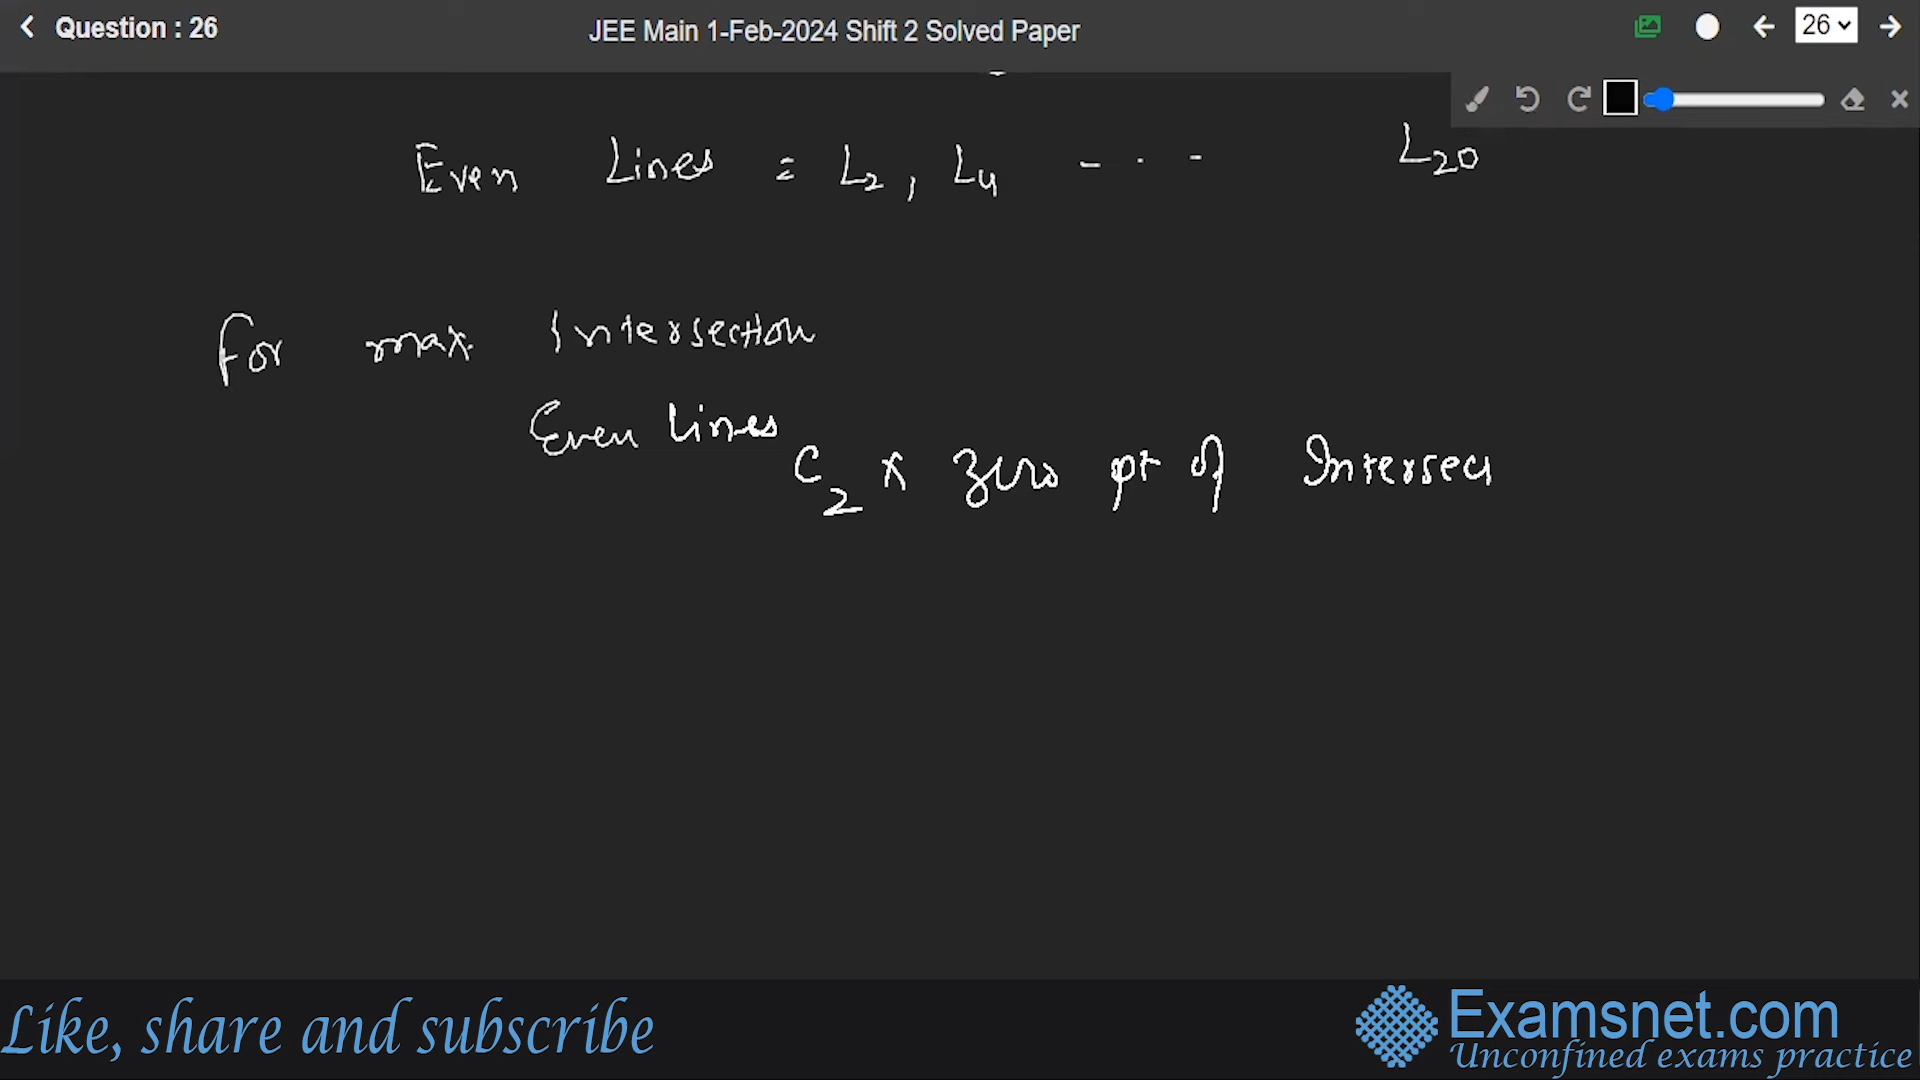 Question : 26
JEE Main 1-Feb-2024 Shift 2 Solved Paper
26
Even Lines = L2, L4 - · · - L20
For max. Intersection
Even Lines
C2 x zero pt of Intersec
Like, share and subscribe
Examsnet.com
Unconfined exams practice